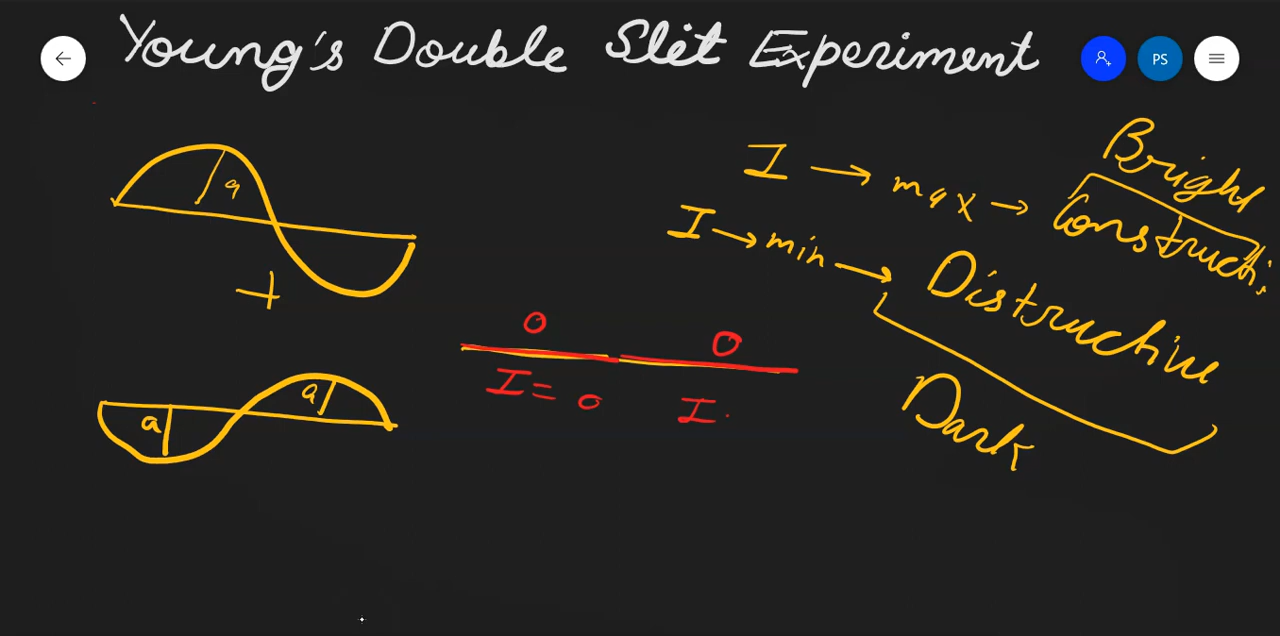 Young's Double Slit Experiment
PS
Bright
I → max → Constructi
I → min → Distructive
Dark
a
+
a
a
0
0
I = 0
I